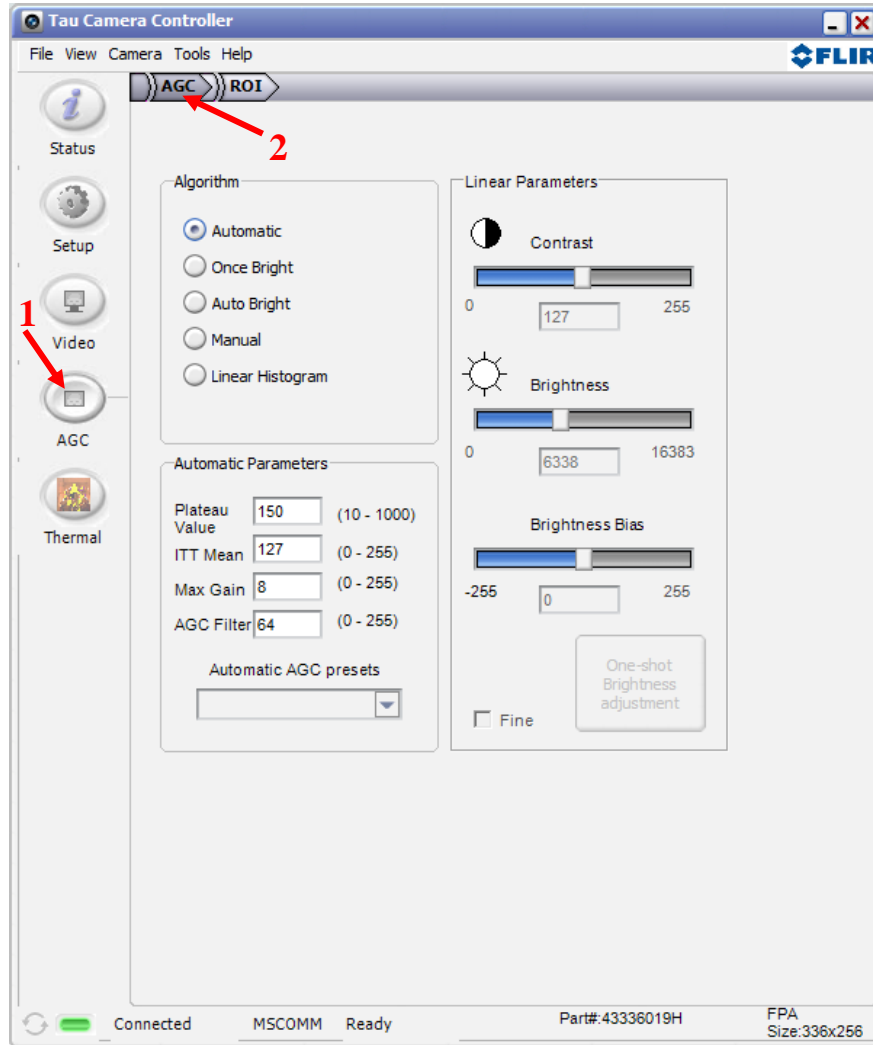 Tau Camera Controller
File View Camera Tools Help
FLIR
AGC ROI
2
Status
Setup
1
Video
AGC
Thermal
Algorithm
Automatic
Once Bright
Auto Bright
Manual
Linear Histogram
Automatic Parameters
Plateau Value 150 (10 - 1000)
ITT Mean 127 (0 - 255)
Max Gain 8 (0 - 255)
AGC Filter 64 (0 - 255)
Automatic AGC presets
Linear Parameters
Contrast
0 127 255
Brightness
0 6338 16383
Brightness Bias
-255 0 255
Fine
One-shot
Brightness
adjustment
Connected MSCOMM Ready Part#:43336019H FPA
Size:336x256